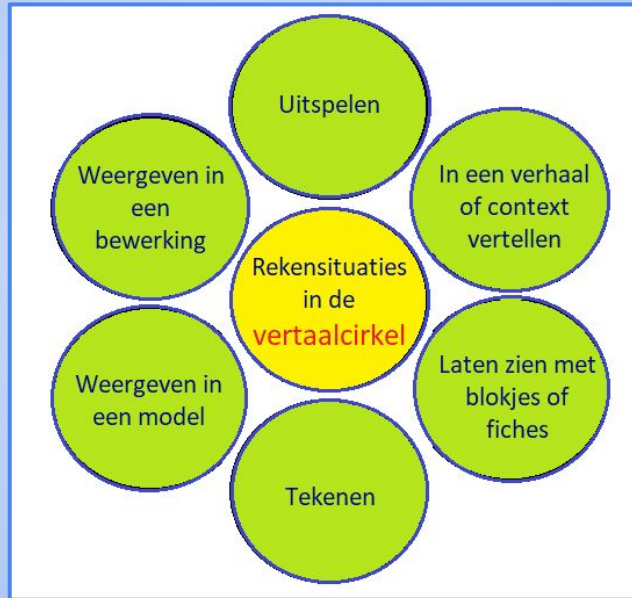 Uitspelen
In een verhaal
of context
vertellen
Laten zien met
blokjes of
fiches
Tekenen
Weergeven in
een model
Weergeven in
een
bewerking
Rekensituaties
in de
vertaalcirkel